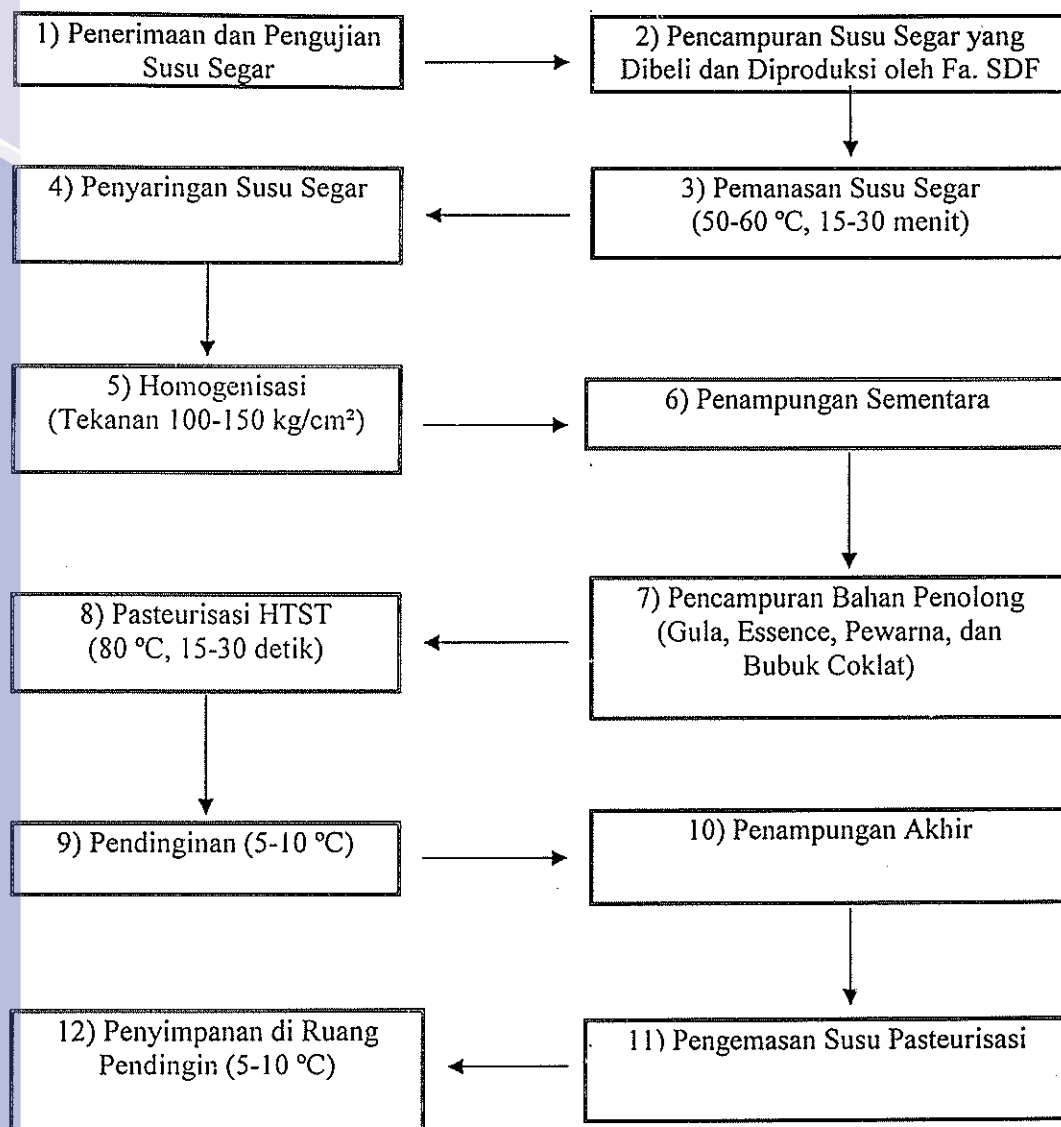 1) Penerimaan dan Pengujian
Susu Segar
2) Pencampuran Susu Segar yang
Dibeli dan Diproduksi oleh Fa. SDF
3) Pemanasan Susu Segar
(50-60 °C, 15-30 menit)
4) Penyaringan Susu Segar
5) Homogenisasi
(Tekanan 100-150 kg/cm²)
6) Penampungan Sementara
7) Pencampuran Bahan Penolong
(Gula, Essence, Pewarna, dan
Bubuk Coklat)
8) Pasteurisasi HTST
(80 °C, 15-30 detik)
9) Pendinginan (5-10 °C)
10) Penampungan Akhir
11) Pengemasan Susu Pasteurisasi
12) Penyimpanan di Ruang
Pendingin (5-10 °C)